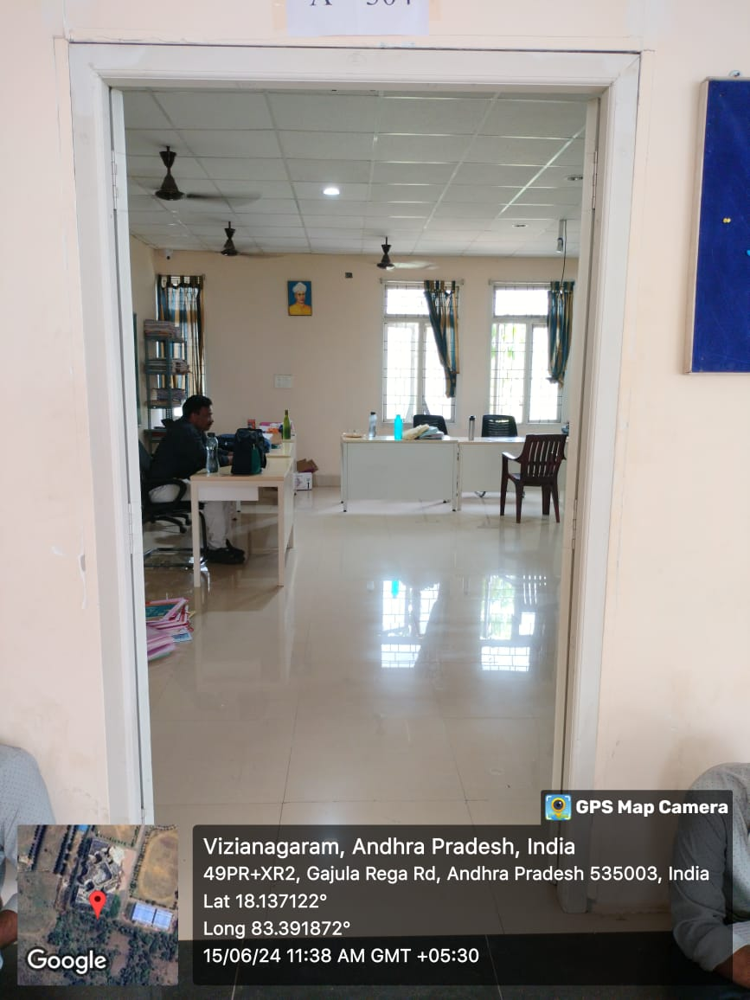 A - 304
GPS Map Camera
Vizianagaram, Andhra Pradesh, India
49PR+XR2, Gajula Rega Rd, Andhra Pradesh 535003, India
Lat 18.137122°
Long 83.391872°
15/06/24 11:38 AM GMT +05:30
Google